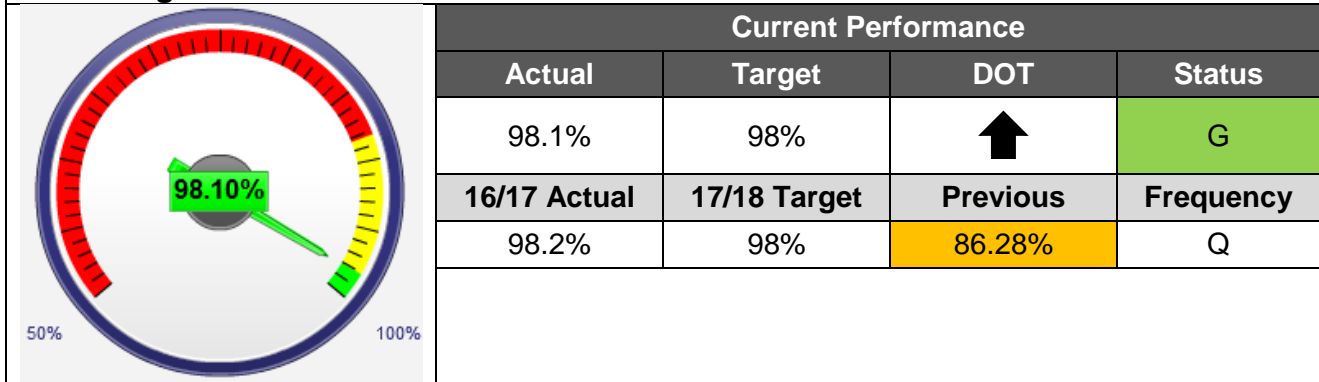 98.10%
50%
100%
Current Performance
Actual Target DOT Status
98.1% 98% G
16/17 Actual 17/18 Target Previous Frequency
98.2% 98% 86.28% Q